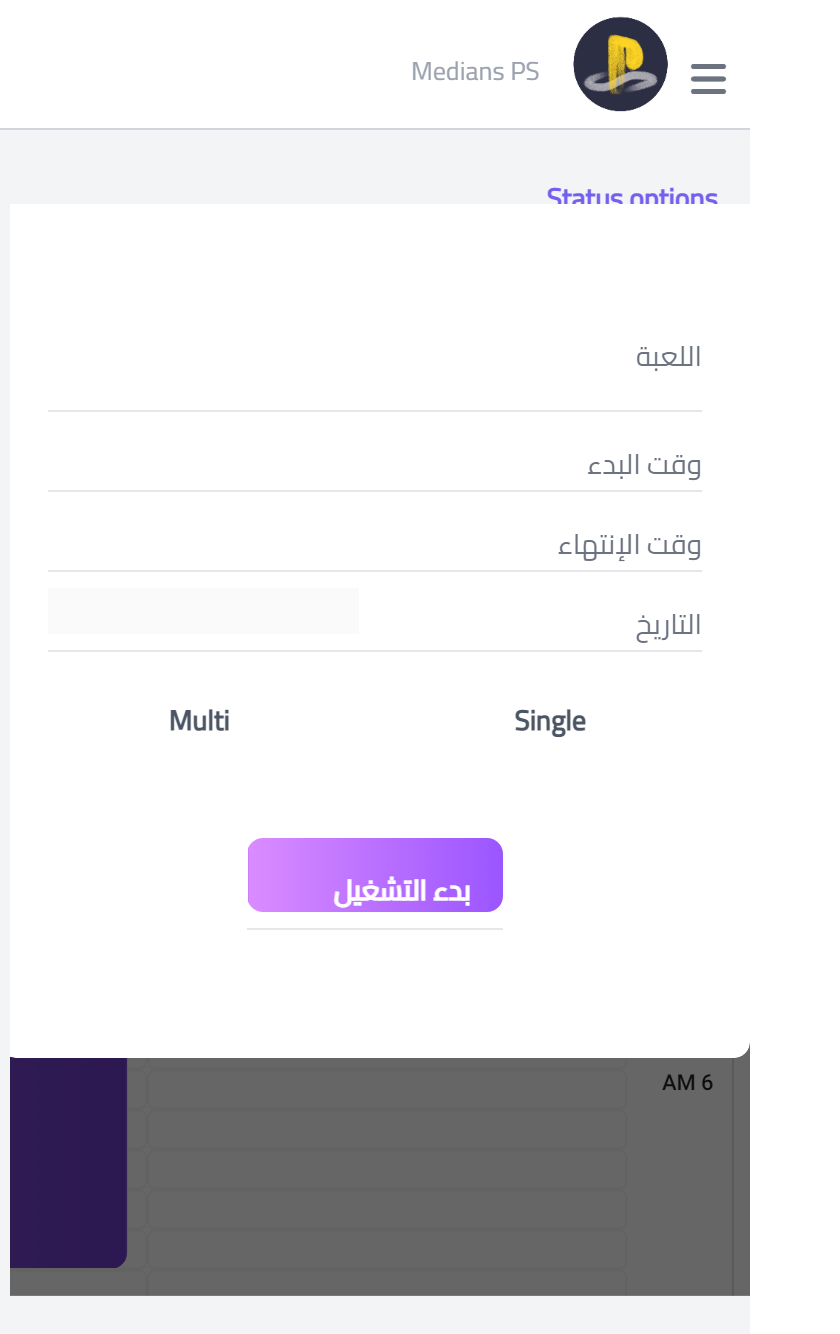 Medians PS
Status options
اللعبة
وقت البدء
وقت الإنتهاء
التاريخ
Single
Multi
بدء التشغيل
6 AM